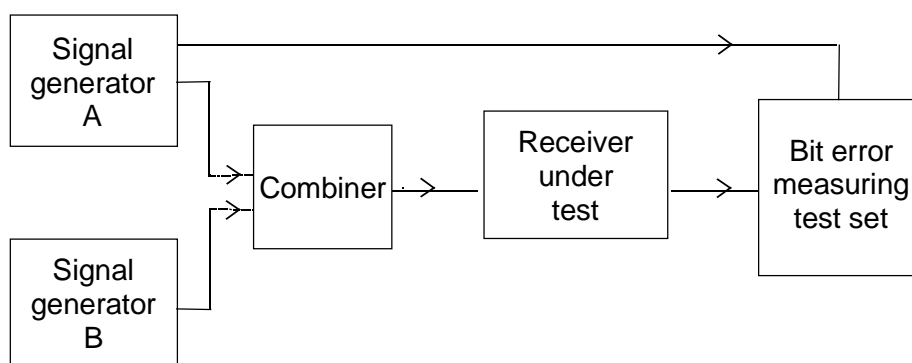 Signal
generator
A
Combiner
Receiver
under
test
Bit error
measuring
test set
Signal
generator
B